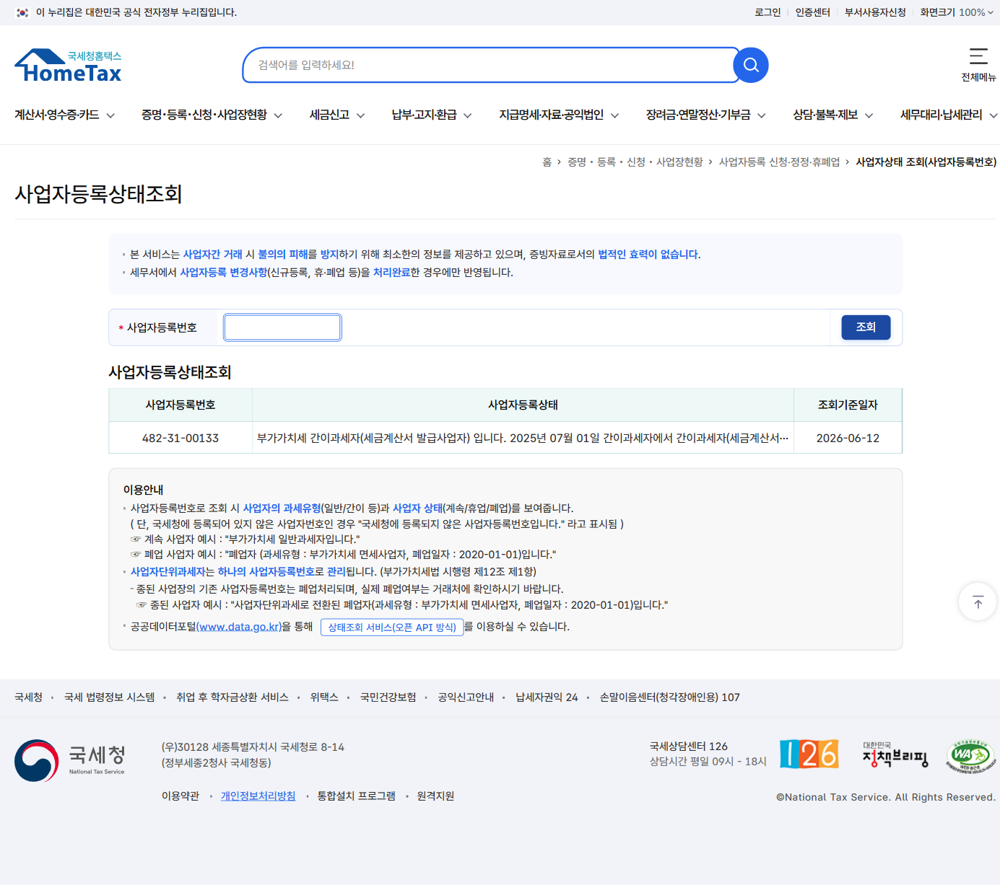 이 누리집은 대한민국 공식 전자정부 누리집입니다.
로그인 인증센터 부서사용자신청 화면크기 100%
국세청홈택스
HomeTax
검색어를 입력하세요!
전체메뉴
계산서·영수증·카드 증명·등록·신청·사업장현황 세금신고 납부·고지·환급 지급명세·자료·공익법인 장려금·연말정산·기부금 상담·불복·제보 세무대리·납세관리
홈 > 증명・등록・신청・사업장현황 > 사업자등록 신청·정정·휴폐업 > 사업자상태 조회(사업자등록번호)
사업자등록상태조회
본 서비스는 사업자간 거래 시 불의의 피해를 방지하기 위해 최소한의 정보를 제공하고 있으며, 증빙자료로서의 법적인 효력이 없습니다.
세무서에서 사업자등록 변경사항(신규등록, 휴·폐업 등)을 처리완료한 경우에만 반영됩니다.
* 사업자등록번호 조회
사업자등록상태조회
사업자등록번호 사업자등록상태 조회기준일자
482-31-00133 부가가치세 간이과세자(세금계산서 발급사업자) 입니다. 2025년 07월 01일 간이과세자에서 간이과세자(세금계산서··· 2026-06-12
이용안내
사업자등록번호로 조회 시 사업자의 과세유형(일반/간이 등)과 사업자 상태(계속/휴업/폐업)를 보여줍니다.
( 단, 국세청에 등록되어 있지 않은 사업자번호인 경우 "국세청에 등록되지 않은 사업자등록번호입니다." 라고 표시됨 )
☞ 계속 사업자 예시 : "부가가치세 일반과세자입니다."
☞ 폐업 사업자 예시 : "폐업자 (과세유형 : 부가가치세 면세사업자, 폐업일자 : 2020-01-01)입니다."
사업자단위과세자는 하나의 사업자등록번호로 관리됩니다. (부가가치세법 시행령 제12조 제1항)
- 종된 사업장의 기존 사업자등록번호는 폐업처리되며, 실제 폐업여부는 거래처에 확인하시기 바랍니다.
☞ 종된 사업자 예시 : "사업자단위과세로 전환된 폐업자(과세유형 : 부가가치세 면세사업자, 폐업일자 : 2020-01-01)입니다."
공공데이터포털(www.data.go.kr)을 통해 상태조회 서비스(오픈 API 방식)를 이용하실 수 있습니다.
국세청 · 국세 법령정보 시스템 · 취업 후 학자금상환 서비스 · 위택스 · 국민건강보험 · 공익신고안내 · 납세자권익 24 · 손말이음센터(청각장애인용) 107
국세청
National Tax Service
(우)30128 세종특별자치시 국세청로 8-14
(정부세종2청사 국세청동)
국세상담센터 126
상담시간 평일 09시 - 18시
126
대한민국
정책브리핑
WA
이용약관 · 개인정보처리방침 · 통합설치 프로그램 · 원격지원
©National Tax Service. All Rights Reserved.